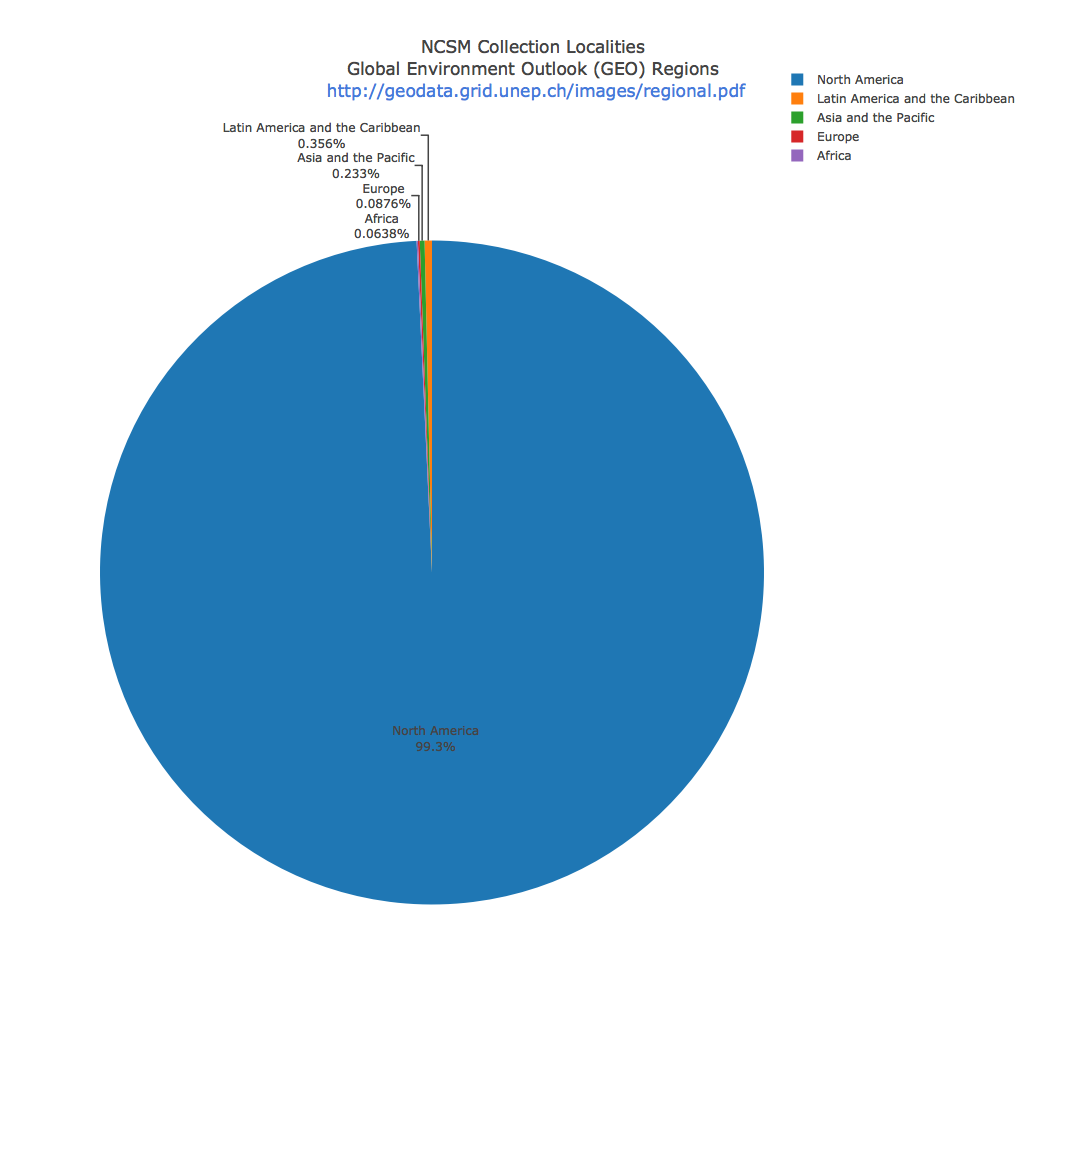 NCSM Collection Localities
Global Environment Outlook (GEO) Regions
http://geodata.grid.unep.ch/images/regional.pdf
North America
Latin America and the Caribbean
Asia and the Pacific
Europe
Africa
Latin America and the Caribbean
0.356%
Asia and the Pacific
0.233%
Europe
0.0876%
Africa
0.0638%
North America
99.3%